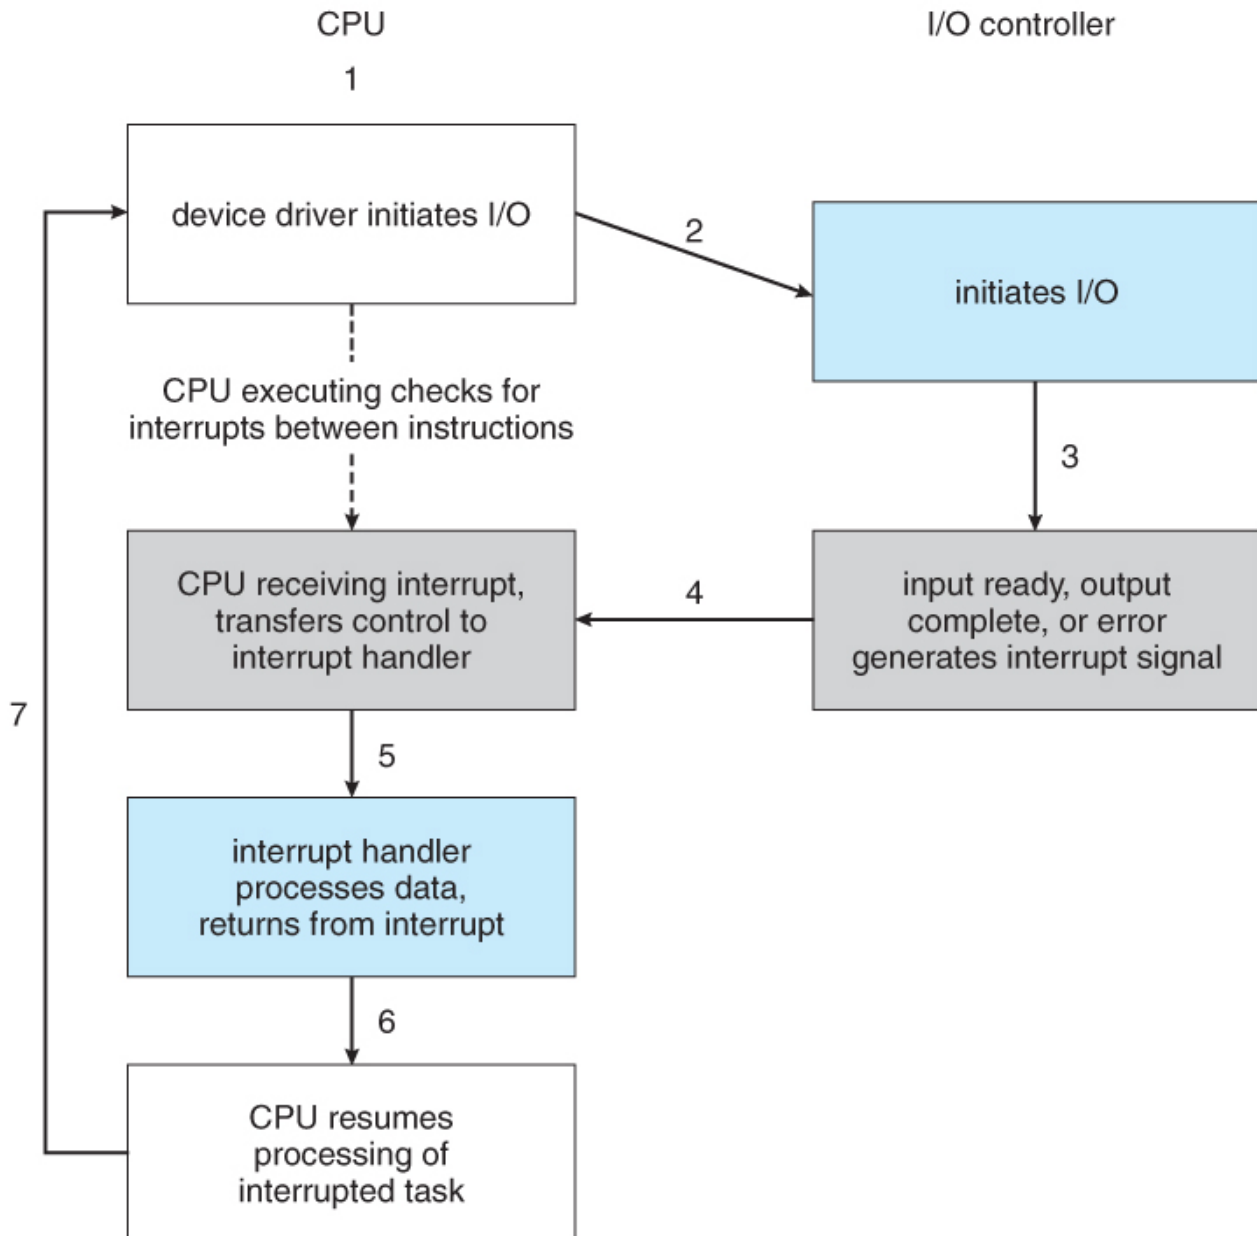 CPU
I/O controller
1
device driver initiates I/O
2
initiates I/O
CPU executing checks for
interrupts between instructions
3
CPU receiving interrupt,
transfers control to
interrupt handler
4
input ready, output
complete, or error
generates interrupt signal
7
5
interrupt handler
processes data,
returns from interrupt
6
CPU resumes
processing of
interrupted task